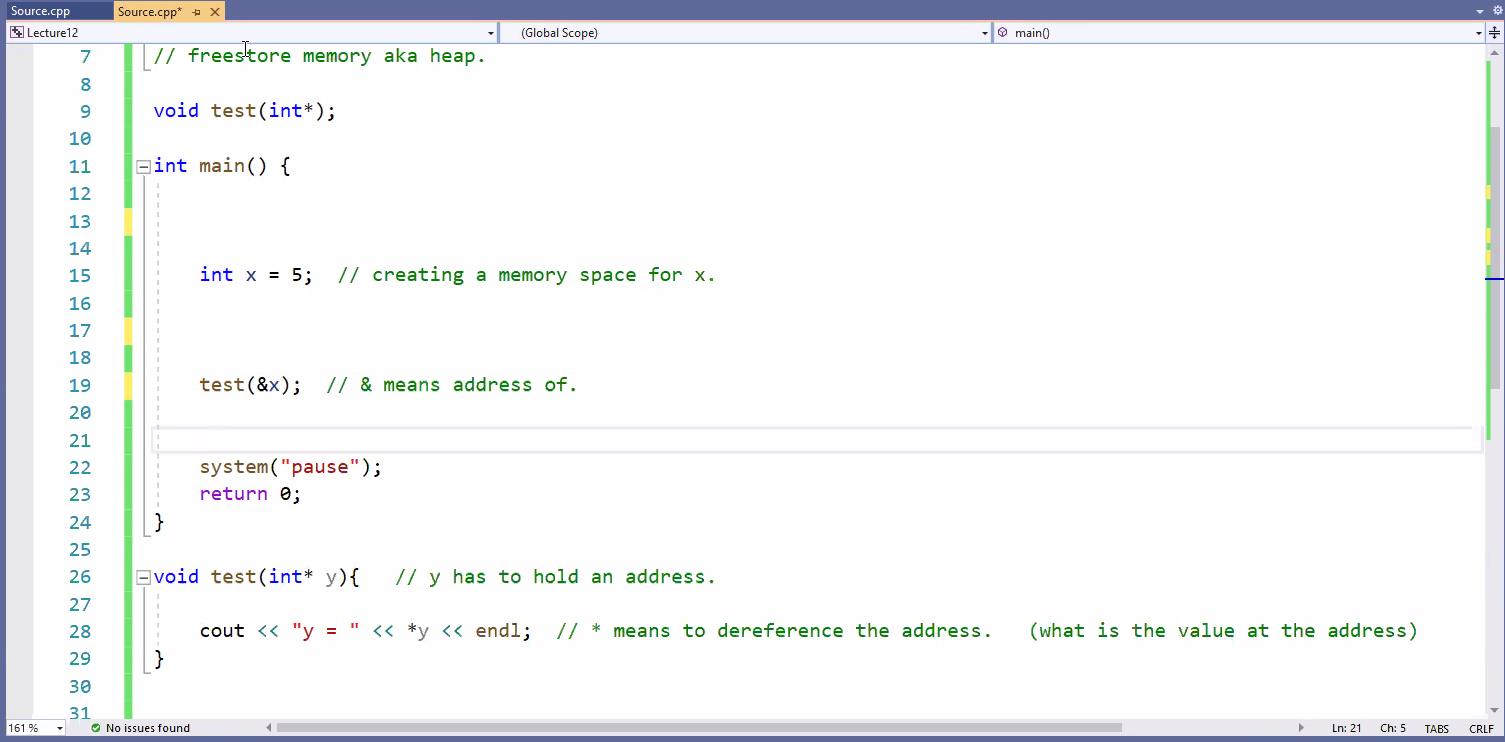 Source.cpp Source.cpp*
Lecture12 (Global Scope) main()
7 // freestore memory aka heap.
8
9 void test(int*);
10
11 int main() {
12
13
14
15 int x = 5; // creating a memory space for x.
16
17
18
19 test(&x); // & means address of.
20
21
22 system("pause");
23 return 0;
24 }
25
26 void test(int* y){ // y has to hold an address.
27
28 cout << "y = " << *y << endl; // * means to dereference the address. (what is the value at the address)
29 }
30
31
161 % No issues found Ln: 21 Ch: 5 TABS CRLF